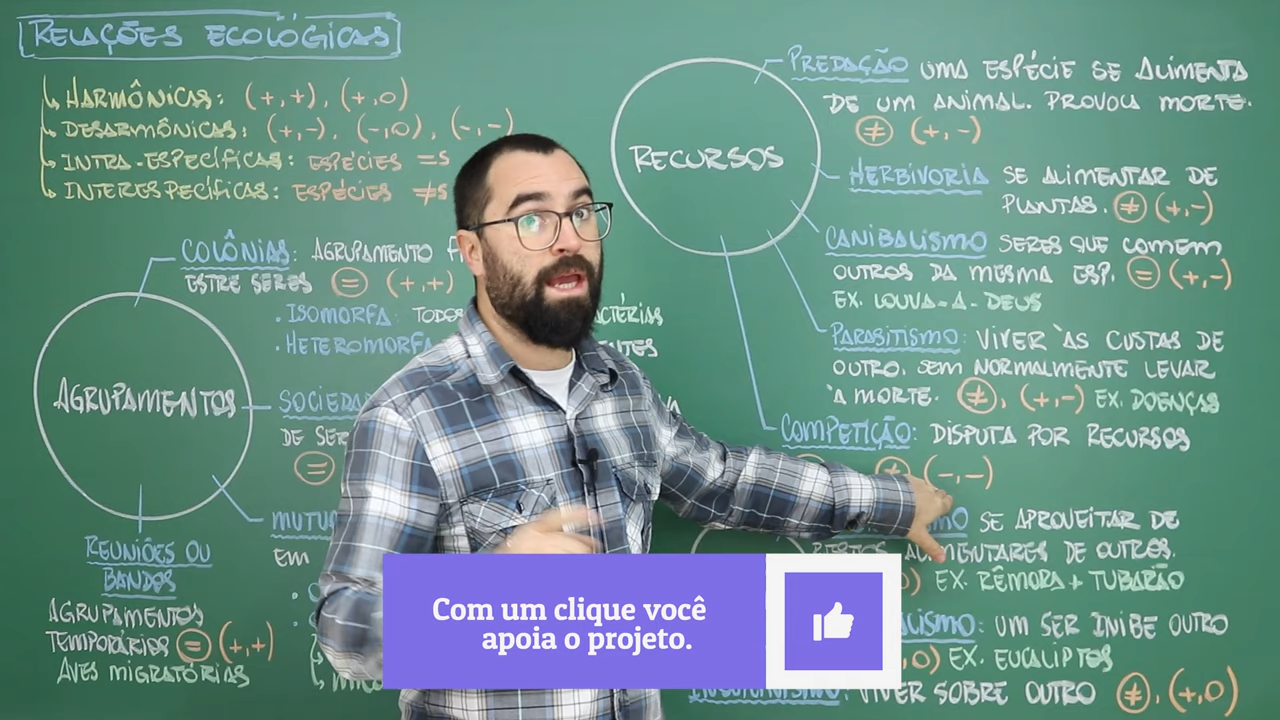 RELAÇÕES ECOLÓGICAS
HARMÔNICAS: (+,+), (+,0)
DESARMÔNICAS: (+,-), (-,0), (-,-)
INTRA-ESPECÍFICAS: ESPÉCIES =S
INTERESPECÍFICAS: ESPÉCIES ≠S
COLÔNIAS: AGRUPAMENTO
ESTRE SERES = (+,+)
• ISOMORFA: TODOS BACTÉRIAS
• HETEROMORFA
AGRUPAMENTOS
DE SER
=
EM
REUNIÕES OU
BANDOS
AGRUPAMENTOS
TEMPORÁRIOS = (+,+)
AVES MIGRATÓRIAS
RECURSOS
PREDAÇÃO UMA ESPÉCIE SE ALIMENTA
DE UM ANIMAL. PROVOCA MORTE.
≠ (+,-)
HERBIVORIA SE ALIMENTAR DE
PLANTAS. ≠ (+,-)
CANIBALISMO SERES QUE COMEM
OUTROS DA MESMA ESP. = (+,-)
EX. LOUVA-A-DEUS
PARASITISMO: VIVER ÀS CUSTAS DE
OUTRO, SEM NORMALMENTE LEVAR
À MORTE. ≠, (+,-) EX. DOENÇAS
COMPETIÇÃO: DISPUTA POR RECURSOS
≠ (-,-)
SE APROVEITAR DE
RESTOS ALIMENTARES DE OUTROS.
EX. RÊMORA + TUBARÃO
: UM SER INIBE OUTRO
,0) EX. EUCALIPTOS
INQUILINISMO: VIVER SOBRE OUTRO ≠, (+,0)
Com um clique você
apoia o projeto.